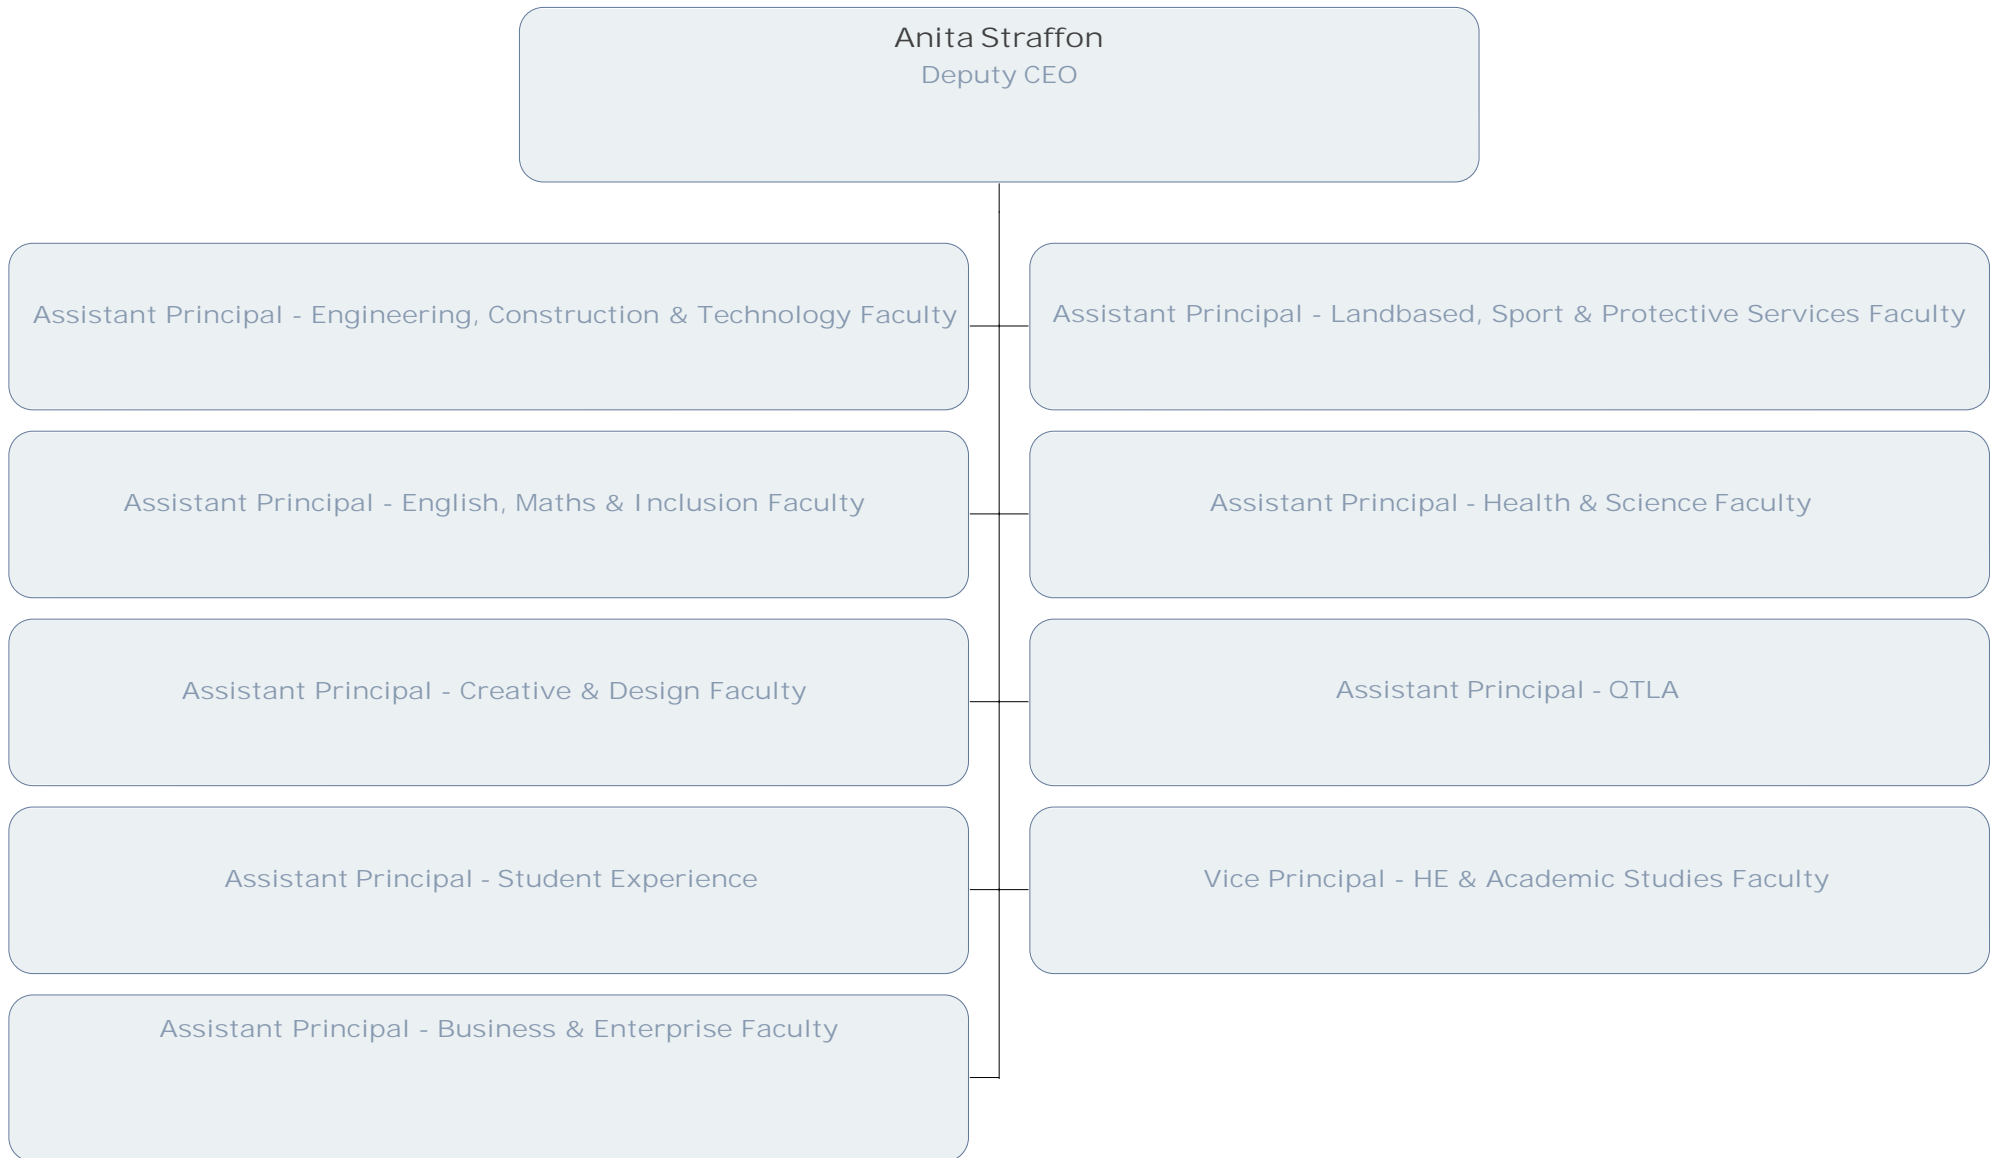 Anita Straffon
Deputy CEO
Assistant Principal - Engineering, Construction & Technology Faculty
Assistant Principal - Landbased, Sport & Protective Services Faculty
Assistant Principal - English, Maths & Inclusion Faculty
Assistant Principal - Health & Science Faculty
Assistant Principal - Creative & Design Faculty
Assistant Principal - QTLA
Assistant Principal - Student Experience
Vice Principal - HE & Academic Studies Faculty
Assistant Principal - Business & Enterprise Faculty